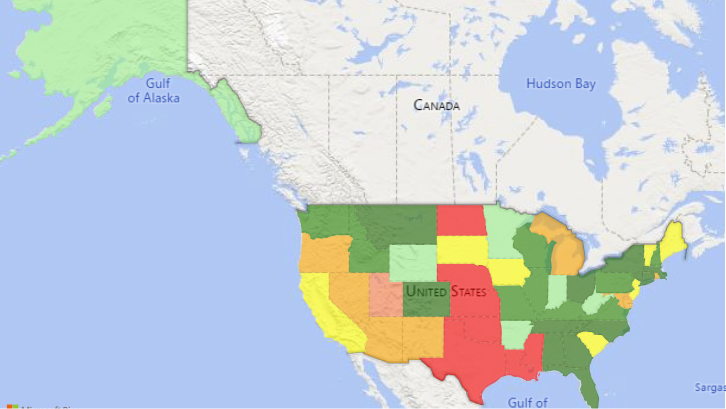 Gulf
of Alaska
Hudson Bay
CANADA
UNITED STATES
Gulf of
Sargas